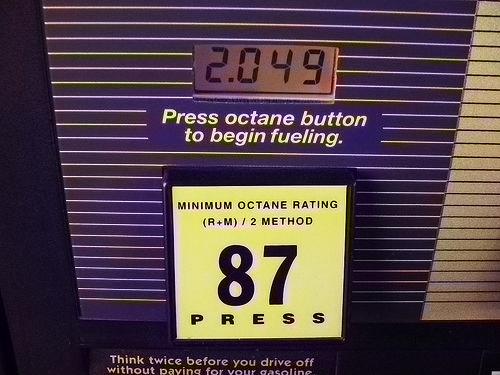 2.049
Press octane button
to begin fueling.
MINIMUM OCTANE RATING
(R+M) / 2 METHOD
87
PRESS
Think twice before you drive off
without paying for your gasoline